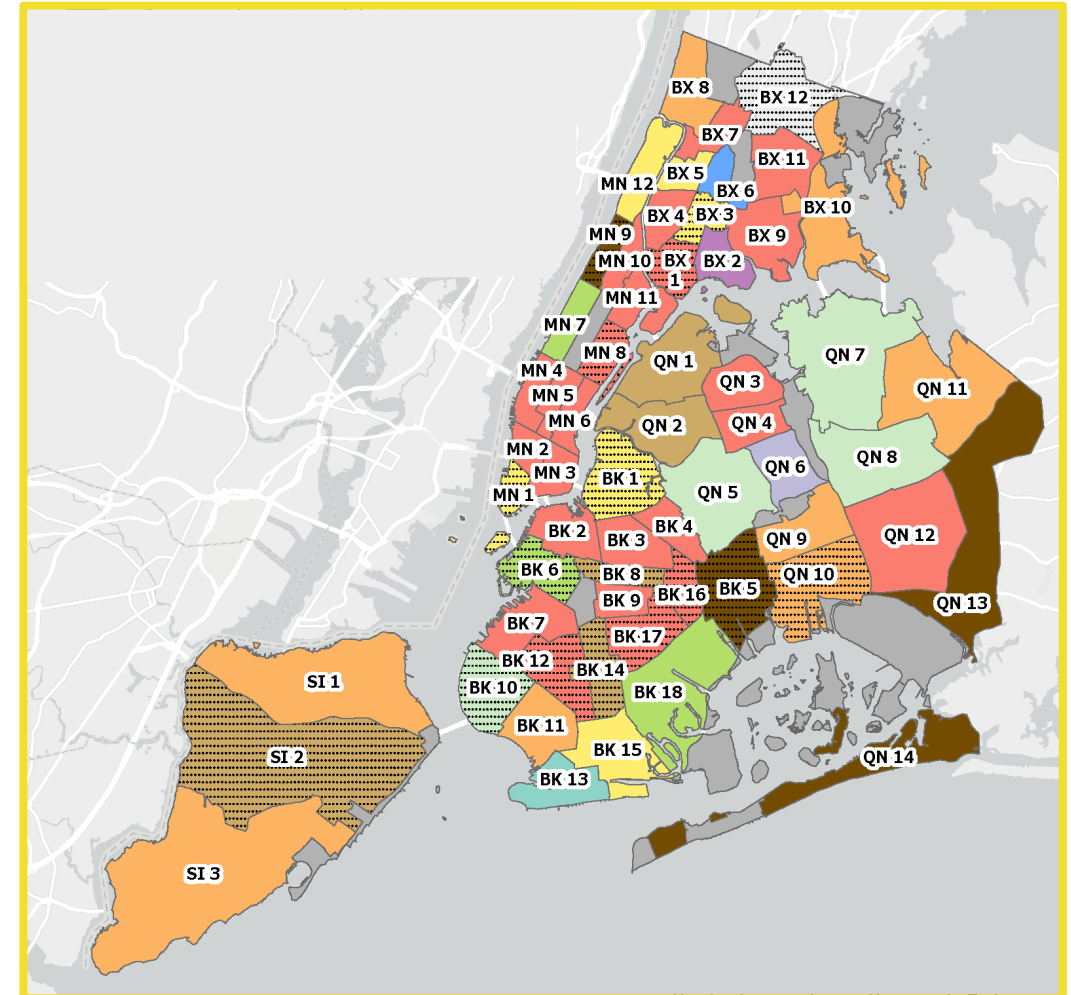 BX 8
BX 12
BX 7
BX 11
BX 5
MN 12
BX 6
BX 10
BX 4
BX 3
MN 9
BX 9
MN 10
BX
1
BX 2
MN 11
MN 7
MN 8
QN 7
QN 1
MN 4
QN 3
QN 11
MN 5
MN 6
QN 4
QN 2
MN 2
QN 8
QN 6
MN 3
BK 1
QN 5
MN 1
BK 4
BK 2
BK 3
QN 9
QN 12
BK 6
BK 8
QN 10
BK 5
BK 16
BK 9
QN 13
BK 7
BK 17
BK 12
BK 14
SI 1
BK 10
BK 18
BK 11
BK 15
SI 2
QN 14
BK 13
SI 3